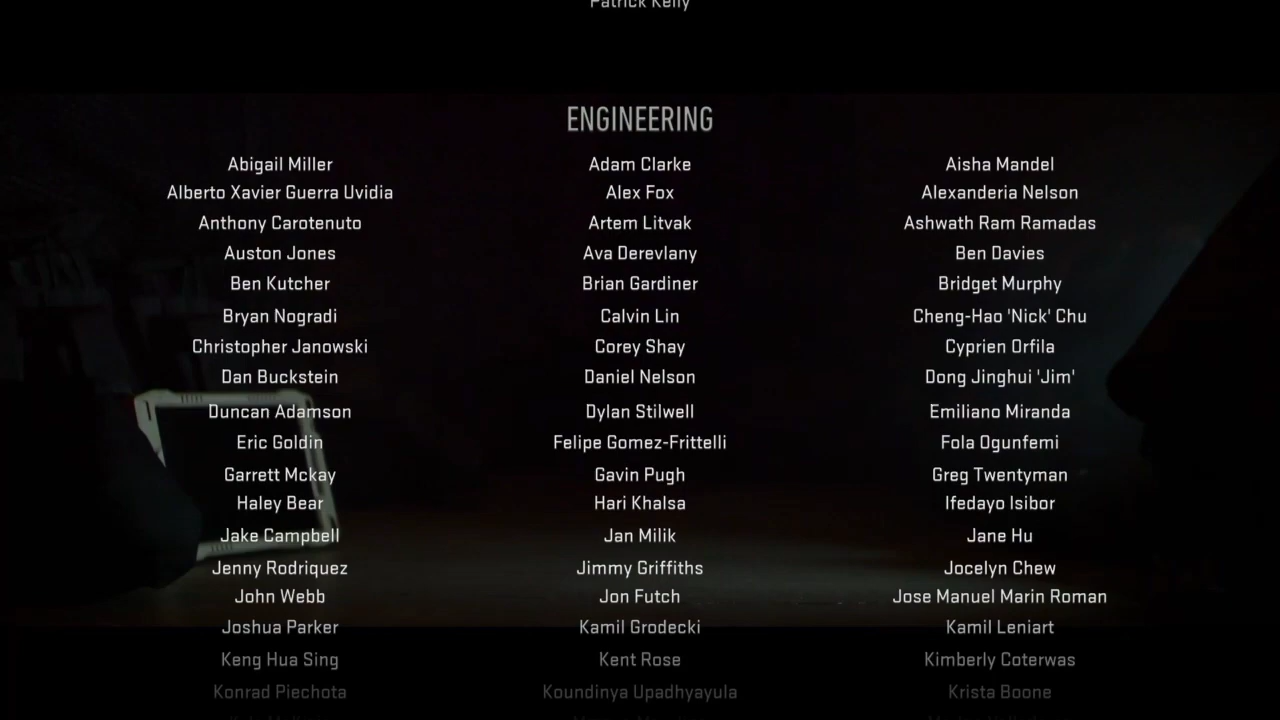 Patrick Kelly
ENGINEERING
Abigail Miller Adam Clarke Aisha Mandel
Alberto Xavier Guerra Uvidia Alex Fox Alexanderia Nelson
Anthony Carotenuto Artem Litvak Ashwath Ram Ramadas
Auston Jones Ava Derevlany Ben Davies
Ben Kutcher Brian Gardiner Bridget Murphy
Bryan Nogradi Calvin Lin Cheng-Hao 'Nick' Chu
Christopher Janowski Corey Shay Cyprien Orfila
Dan Buckstein Daniel Nelson Dong Jinghui 'Jim'
Duncan Adamson Dylan Stilwell Emiliano Miranda
Eric Goldin Felipe Gomez-Frittelli Fola Ogunfemi
Garrett Mckay Gavin Pugh Greg Twentyman
Haley Bear Hari Khalsa Ifedayo Isibor
Jake Campbell Jan Milik Jane Hu
Jenny Rodriquez Jimmy Griffiths Jocelyn Chew
John Webb Jon Futch Jose Manuel Marin Roman
Joshua Parker Kamil Grodecki Kamil Leniart
Keng Hua Sing Kent Rose Kimberly Coterwas
Konrad Piechota Koundinya Upadhyayula Krista Boone